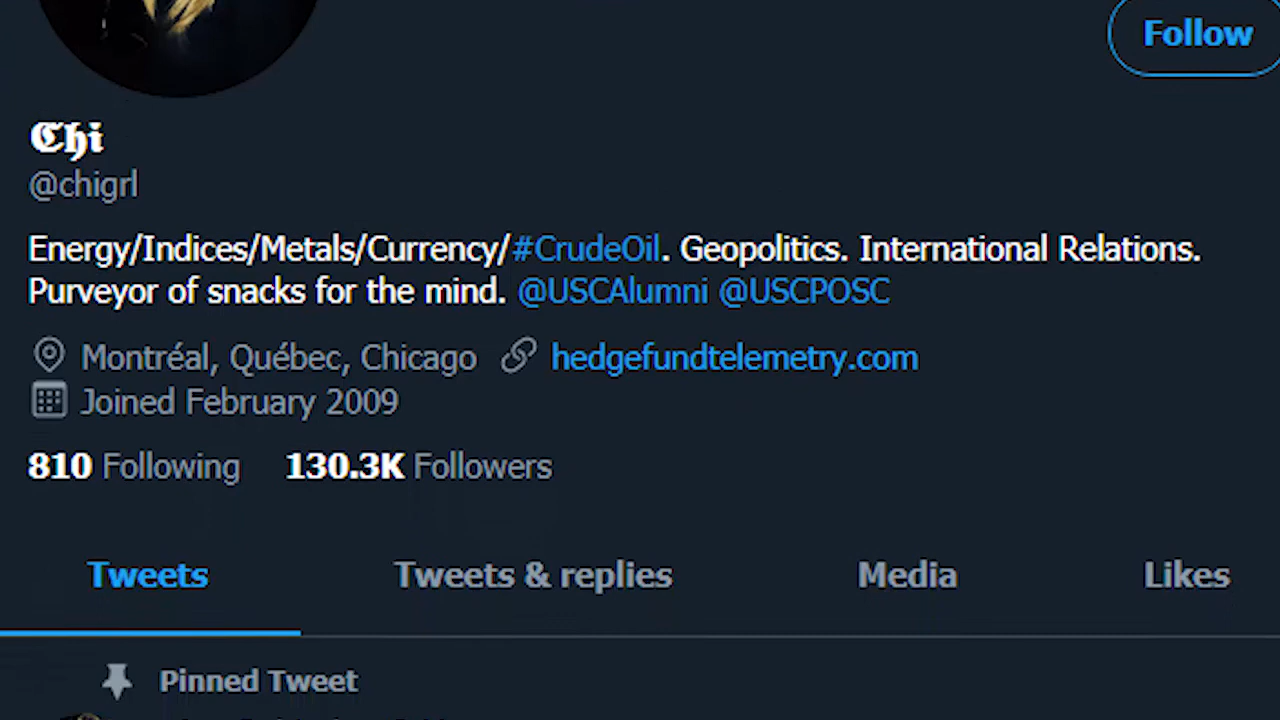 Follow
𝕮𝖍𝖎
@chigrl
Energy/Indices/Metals/Currency/#CrudeOil. Geopolitics. International Relations.
Purveyor of snacks for the mind. @USCAlumni @USCPOSC
Montréal, Québec, Chicago hedgefundtelemetry.com
Joined February 2009
810 Following 130.3K Followers
Tweets Tweets & replies Media Likes
Pinned Tweet